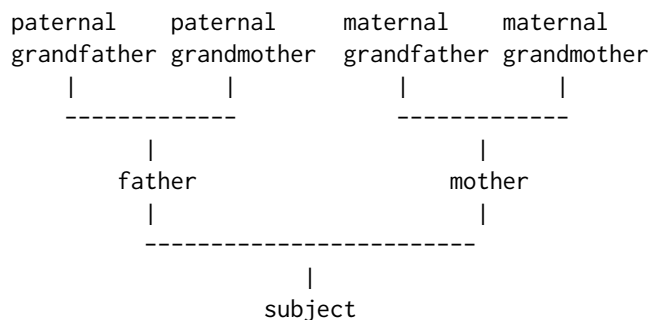 paternal paternal maternal maternal
grandfather grandmother grandfather grandmother
father mother
subject